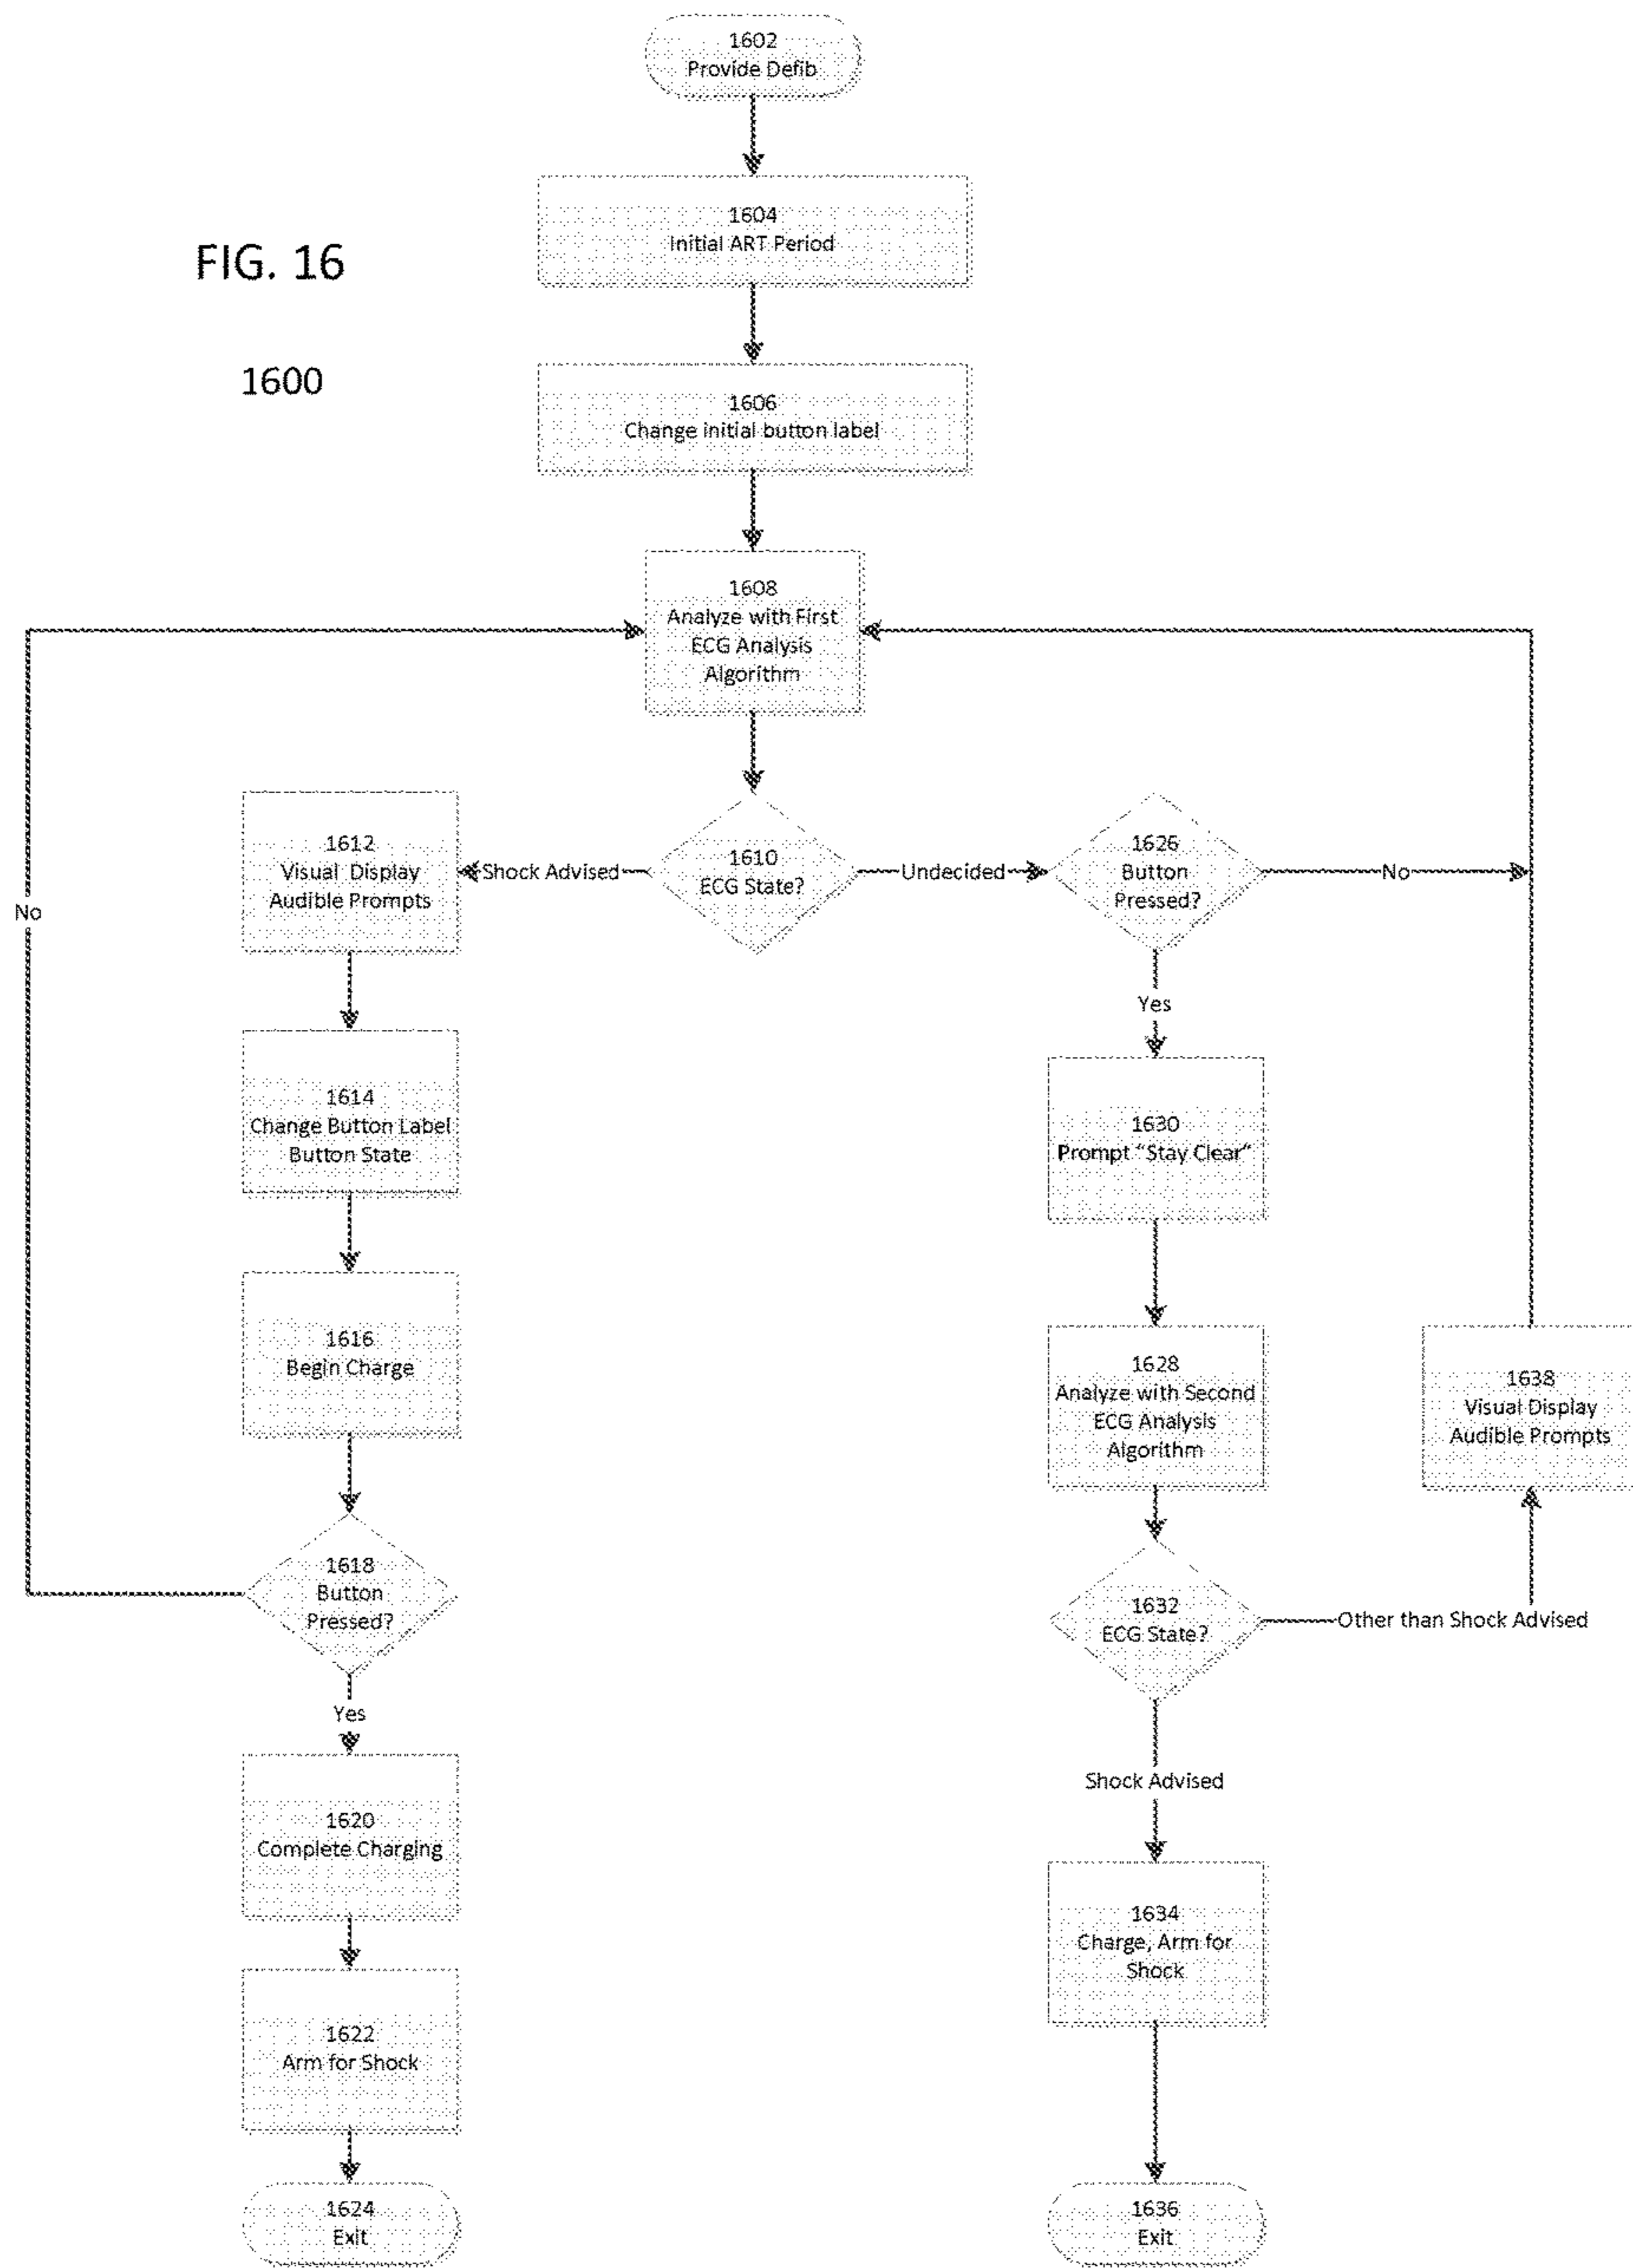 1602
Provide Defib
1604
Initial ART Period
FIG. 16
1600
1606
Change initial button label
1608
Analyze with First
ECG Analysis
Algorithm
1612
Visual Display
Audible Prompts
Shock Advised
1610
ECG State?
Undecided
1626
Button
Pressed?
No
No
Yes
1614
Change Button Label
Button State
1630
Prompt "Stay Clear"
1616
Begin Charge
1628
Analyze with Second
ECG Analysis
Algorithm
1638
Visual Display
Audible Prompts
1618
Button
Pressed?
1632
ECG State?
Other than Shock Advised
Yes
Shock Advised
1620
Complete Charging
1634
Charge, Arm for
Shock
1622
Arm for Shock
1624
Exit
1636
Exit